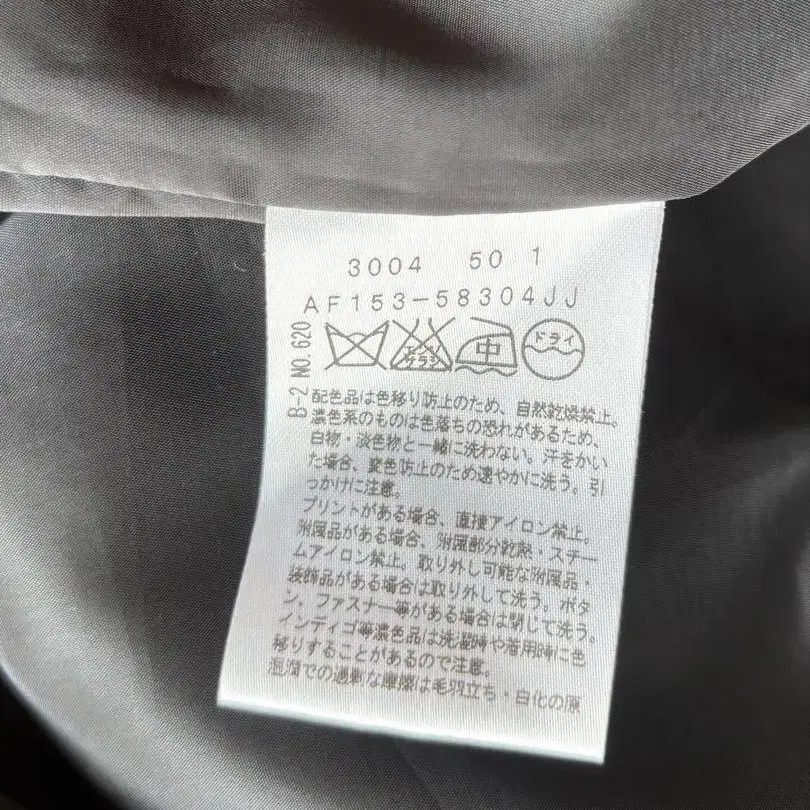 3004 50 1
AF153-58304JJ
B-2 NO.620
エンソ
サラシ
中
ドライ
配色品は色移り防止のため、自然乾燥禁止。
濃色系のものは色落ちの恐れがあるため、
白物・淡色物と一緒に洗わない。汗をかい
た場合、変色防止のため速やかに洗う。引
っかけに注意。
プリントがある場合、直接アイロン禁止。
附属品がある場合、附属部分乾熱・スチー
ムアイロン禁止。取り外し可能な附属品・
装飾品がある場合は取り外して洗う。ボタ
ン、ファスナー等がある場合は閉じて洗う。
インディゴ等濃色品は洗濯時や着用時に色
移りすることがあるので注意。
湿潤での過剰な摩擦は毛羽立ち・白化の原